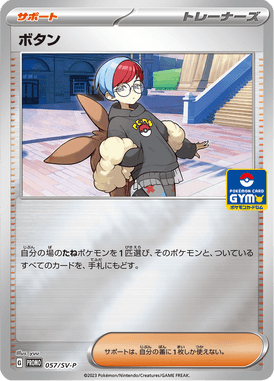 サポート
トレーナーズ
ボタン
POKÉMON CARD
GYM
ポケモンカードジム
自分の場のたねポケモンを1匹選び、そのポケモンと、ついている
すべてのカードを、手札にもどす。
Illus. yuu
G PROMO 057/SV-P
サポートは、自分の番に1枚しか使えない。
©2023 Pokémon/Nintendo/Creatures/GAME FREAK.